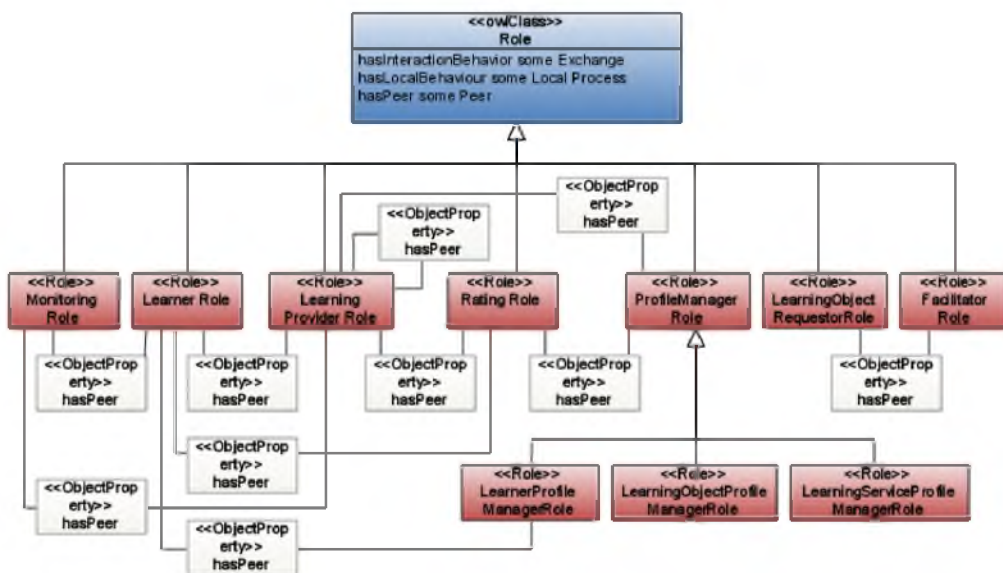 <<owlClass>>
Role
hasInteractionBehavior some Exchange
hasLocalBehaviour some Local Process
hasPeer some Peer
<<ObjectProp
erty>>
hasPeer
<<ObjectProp
erty>>
hasPeer
<<Role>>
Monitoring
Role
<<Role>>
Learner Role
<<Role>>
Learning
Provider Role
<<Role>>
Rating Role
<<Role>>
ProfileManager
Role
<<Role>>
LearningObject
RequestorRole
<<Role>>
Facilitator
Role
<<ObjectProp
erty>>
hasPeer
<<ObjectProp
erty>>
hasPeer
<<ObjectProp
erty>>
hasPeer
<<ObjectProp
erty>>
hasPeer
<<ObjectProp
erty>>
hasPeer
<<ObjectProp
erty>>
hasPeer
<<Role>>
LearnerProfile
ManagerRole
<<Role>>
LearningObjectProfile
ManagerRole
<<Role>>
LearningServiceProfile
ManagerRole
<<ObjectProp
erty>>
hasPeer
<<ObjectProp
erty>>
hasPeer